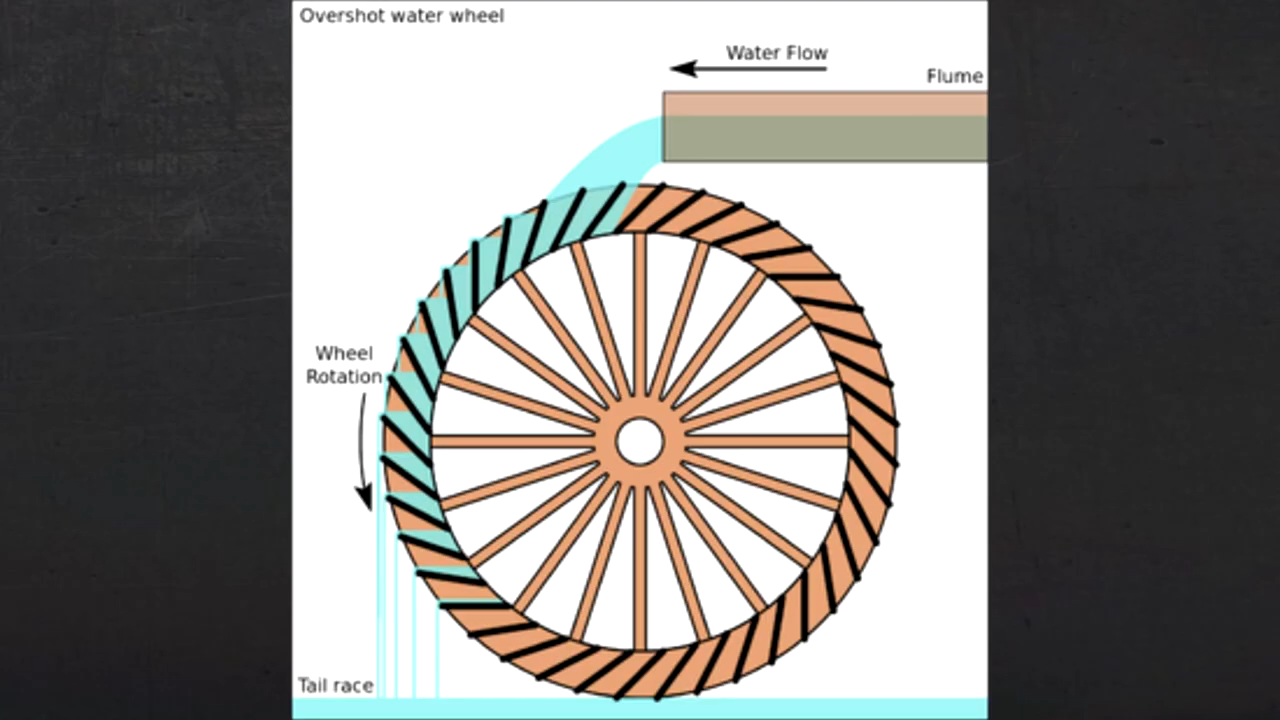 Overshot water wheel
Water Flow
Flume
Wheel
Rotation
Tail race